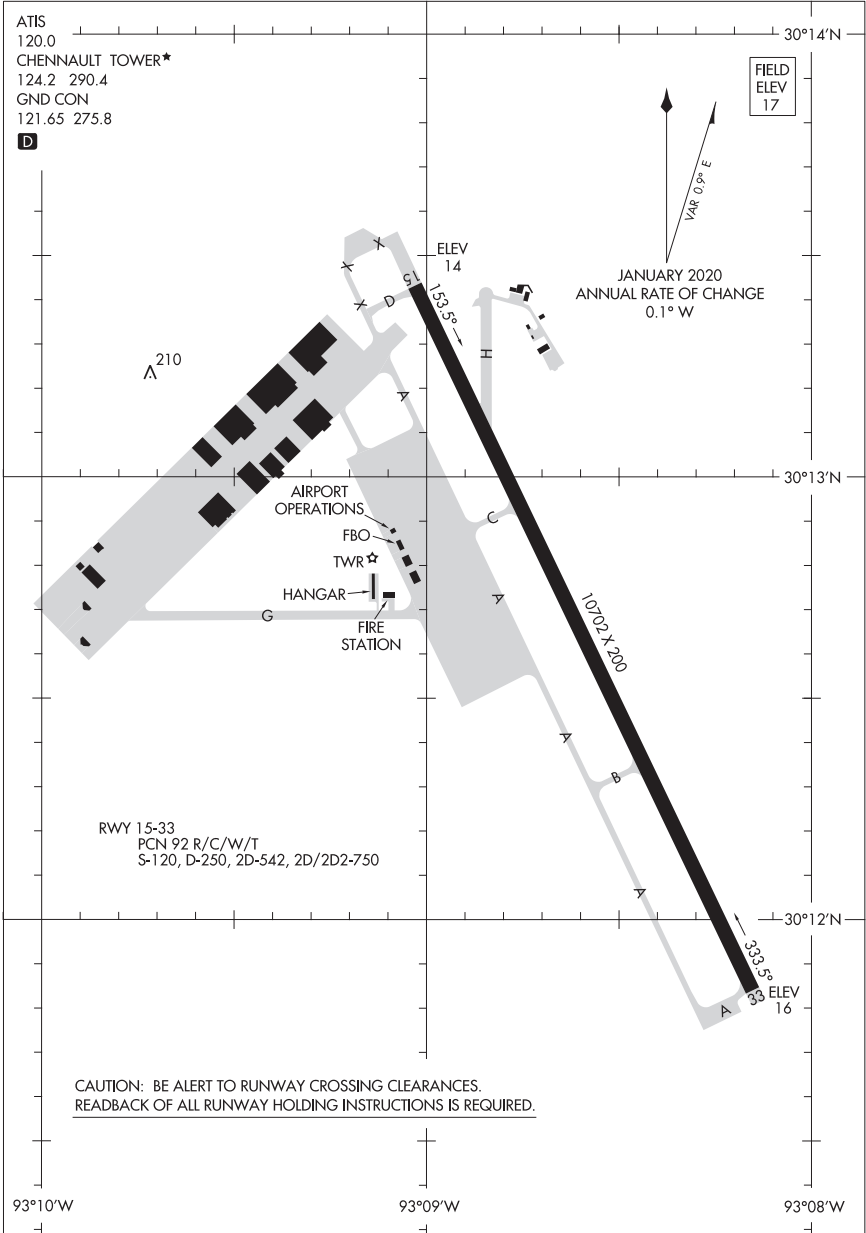 ATIS
120.0
CHENNAULT TOWER★
124.2 290.4
GND CON
121.65 275.8
D
30°14'N
FIELD
ELEV
17
VAR 0.9° E
JANUARY 2020
ANNUAL RATE OF CHANGE
0.1° W
X
X
X
ELEV
14
15
153.5°
D
H
210
A
30°13'N
AIRPORT
OPERATIONS
FBO
TWR
HANGAR
FIRE
STATION
C
A
G
10702 X 200
A
B
RWY 15-33
PCN 92 R/C/W/T
S-120, D-250, 2D-542, 2D/2D2-750
A
30°12'N
333.5°
33
ELEV
16
A
CAUTION: BE ALERT TO RUNWAY CROSSING CLEARANCES.
READBACK OF ALL RUNWAY HOLDING INSTRUCTIONS IS REQUIRED.
93°10'W
93°09'W
93°08'W